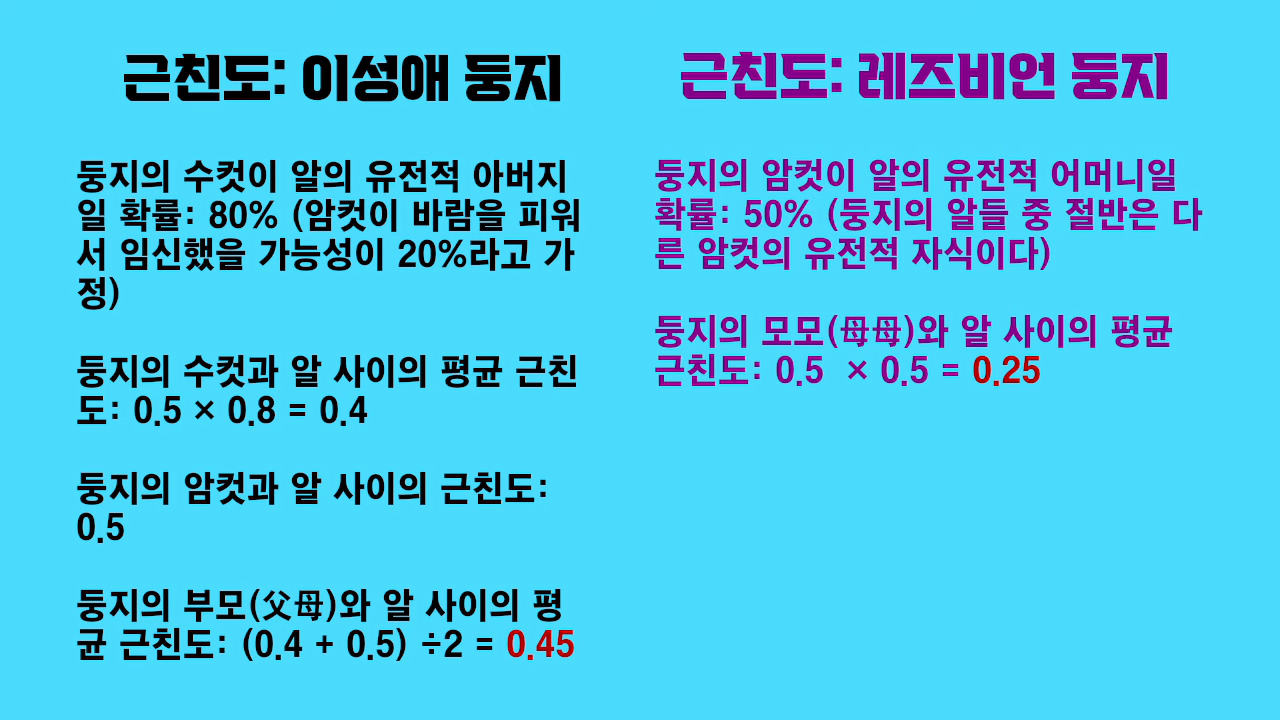 근친도: 이성애 둥지
둥지의 수컷이 알의 유전적 아버지
일 확률: 80% (암컷이 바람을 피워
서 임신했을 가능성이 20%라고 가
정)
둥지의 수컷과 알 사이의 평균 근친
도: 0.5 × 0.8 = 0.4
둥지의 암컷과 알 사이의 근친도:
0.5
둥지의 부모(父母)와 알 사이의 평
균 근친도: (0.4 + 0.5) ÷2 = 0.45
근친도: 레즈비언 둥지
둥지의 암컷이 알의 유전적 어머니일
확률: 50% (둥지의 알들 중 절반은 다
른 암컷의 유전적 자식이다)
둥지의 모모(母母)와 알 사이의 평균
근친도: 0.5 × 0.5 = 0.25